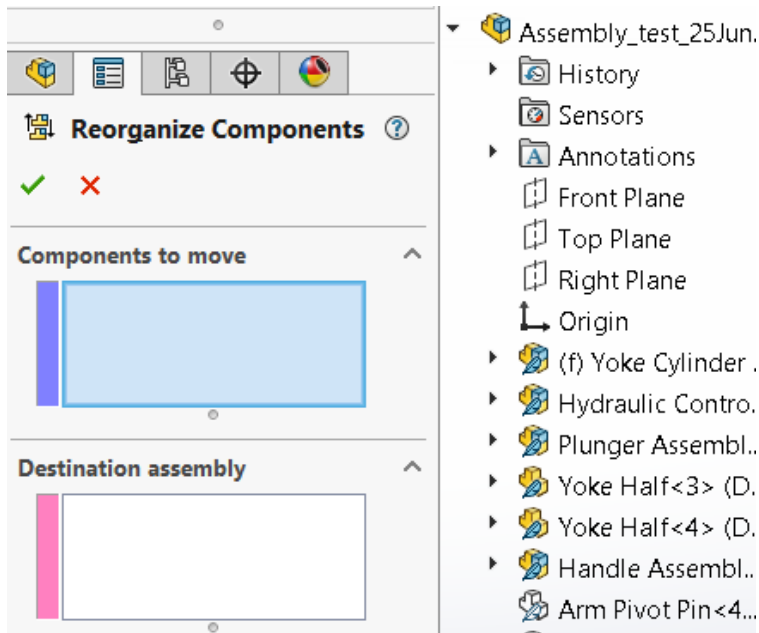 Reorganize Components ?
Components to move
Destination assembly
Assembly_test_25Jun.
History
Sensors
A Annotations
Front Plane
Top Plane
Right Plane
Origin
(f) Yoke Cylinder .
Hydraulic Contro.
Plunger Assembl..
Yoke Half<3> (D.
Yoke Half<4> (D.
Handle Assembl..
Arm Pivot Pin<4...